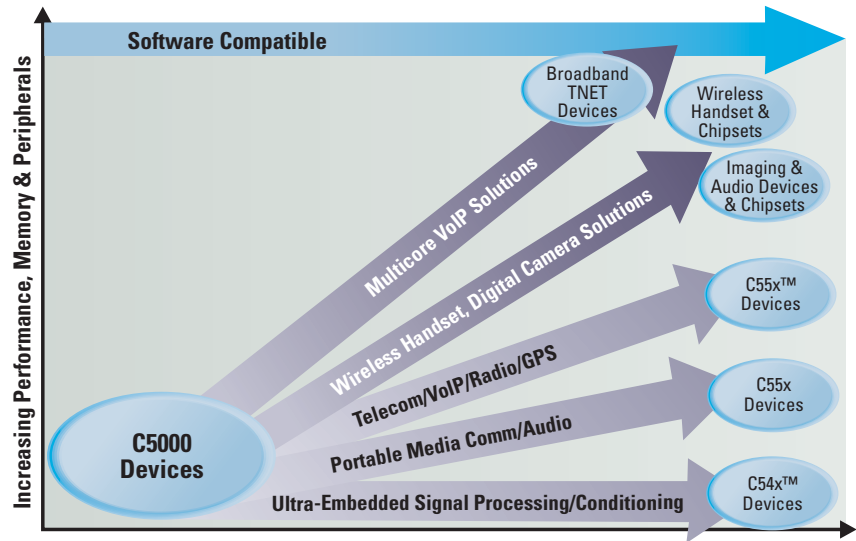 Software Compatible
Increasing Performance, Memory & Peripherals
Broadband
TNET
Devices
Wireless
Handset &
Chipsets
Imaging &
Audio Devices
& Chipsets
Multicore VoIP Solutions
Wireless Handset, Digital Camera Solutions
C55x™
Devices
Telecom/VoIP/Radio/GPS
C55x
Devices
Portable Media Comm/Audio
C5000
Devices
C54x™
Devices
Ultra-Embedded Signal Processing/Conditioning